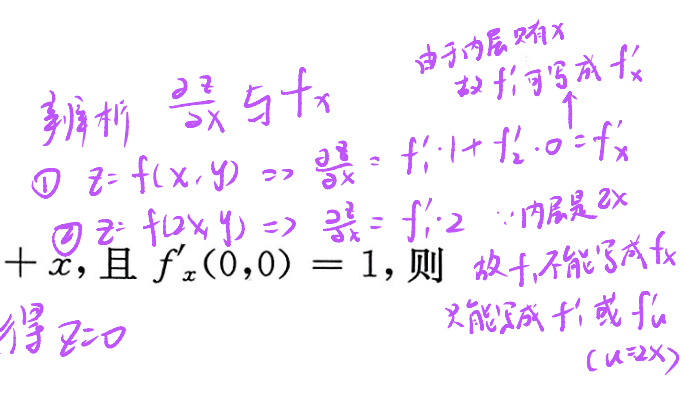 由于内层只有x
故 f'₁可写成 f'ₓ
↑
辨析 ∂z/∂x 与 fₓ
① z=f(x,y) => ∂z/∂x = f'₁·1+f'₂·0=f'ₓ
② z=f(2x,y) => ∂z/∂x = f'₁·2 ∵内层是2x
+ x, 且 f'ₓ(0,0) = 1, 则
故f₁不能写成fₓ
得 z=0
只能写成 f'₁ 或 f'ᵤ
(u=2x)